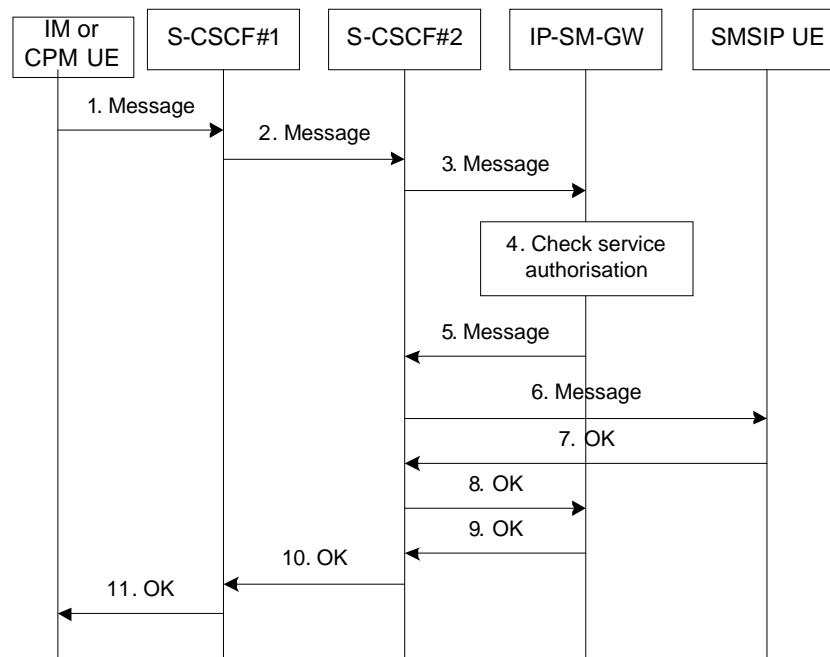 IM or
CPM UE
S-CSCF#1
S-CSCF#2
IP-SM-GW
SMSIP UE
1. Message
2. Message
3. Message
4. Check service
authorisation
5. Message
6. Message
7. OK
8. OK
9. OK
10. OK
11. OK